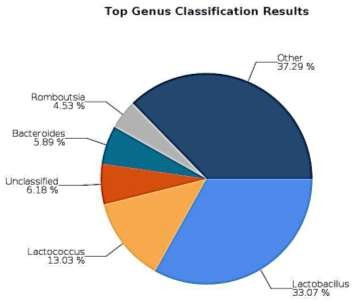 Top Genus Classification Results
Other
37.29 %
Romboutsia
4.53 %
Bacteroides
5.89 %
Unclassified
6.18 %
Lactococcus
13.03 %
Lactobacillus
33.07 %